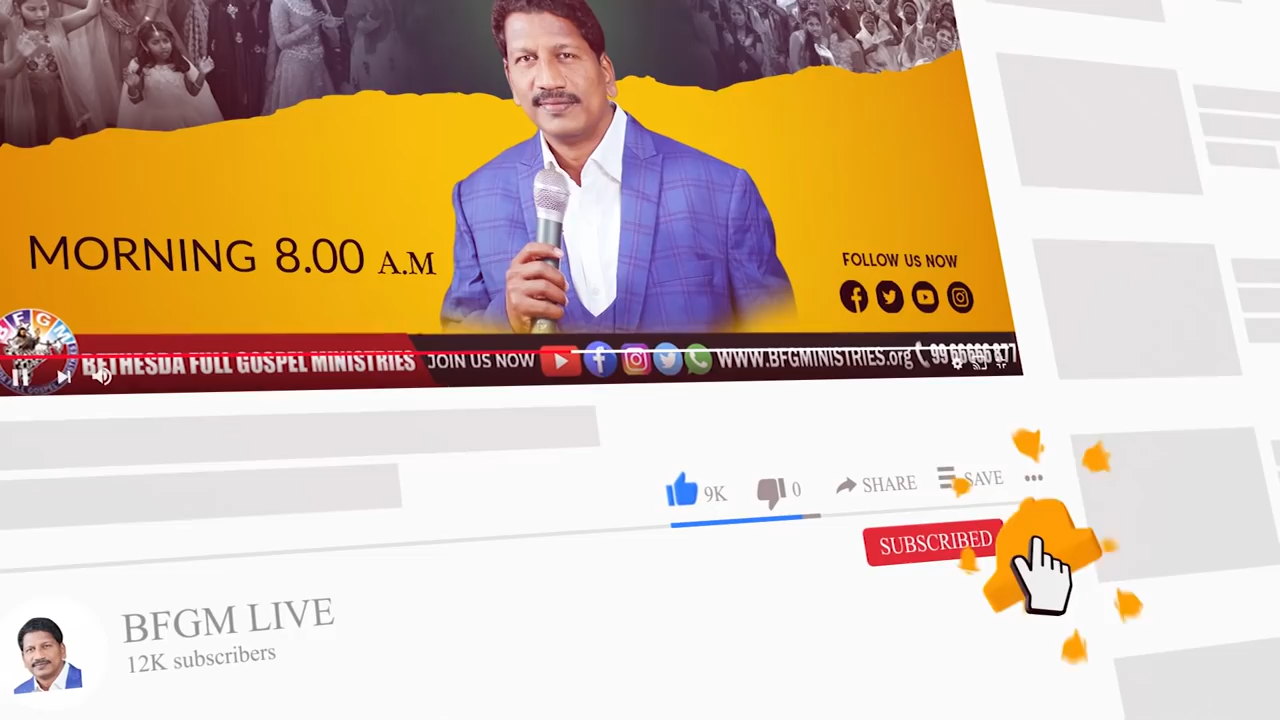 MORNING 8.00 A.M
FOLLOW US NOW
BFGM
BETHESDA FULL GOSPEL MINISTRIES JOIN US NOW WWW.BFGMINISTRIES.org
9K 0 SHARE SAVE
SUBSCRIBED
BFGM LIVE
12K subscribers